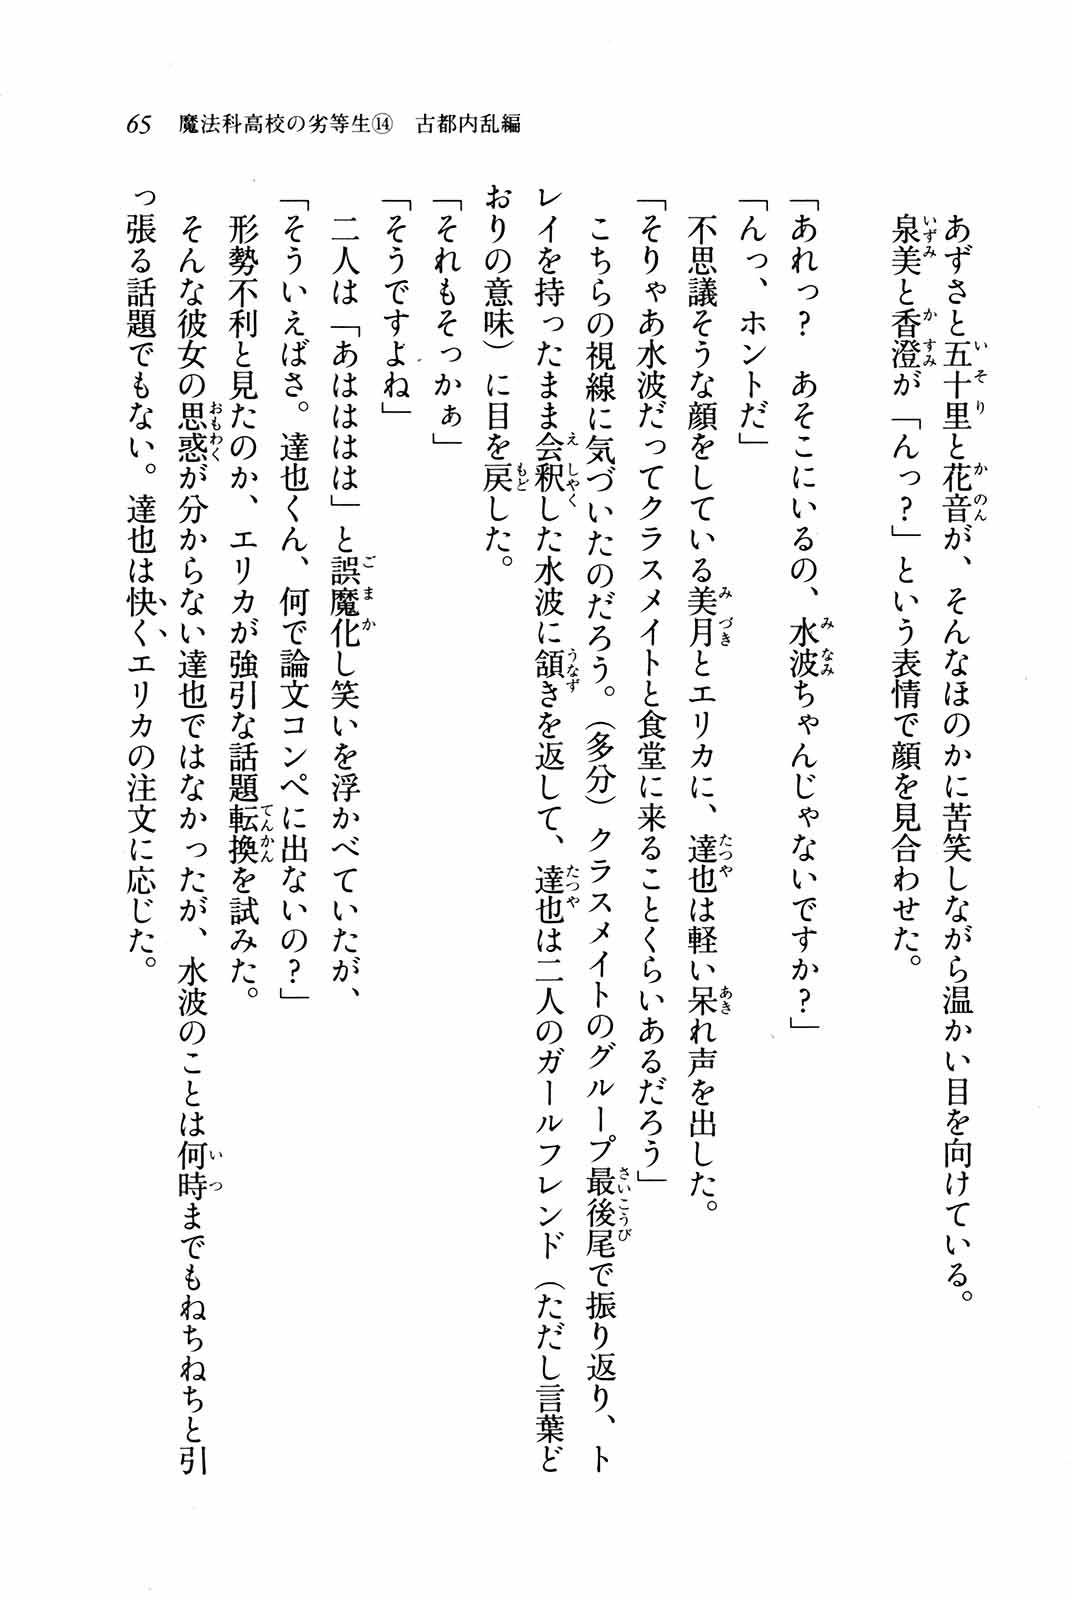 65 魔法科高校の劣等生⑭ 古都内乱編
あずさと五十里と花音が、そんなほのかに苦笑しながら温かい目を向けている。
泉美と香澄が「んっ？」という表情で顔を見合わせた。
「あれっ？　あそこにいるの、水波ちゃんじゃないですか？」
「んっ、ホントだ」
不思議そうな顔をしている美月とエリカに、達也は軽い呆れ声を出した。
「そりゃあ水波だってクラスメイトと食堂に来ることくらいあるだろう」
こちらの視線に気づいたのだろう。（多分）クラスメイトのグループ最後尾で振り返り、ト
レイを持ったまま会釈した水波に頷きを返して、達也は二人のガールフレンド（ただし言葉ど
おりの意味）に目を戻した。
「それもそっかぁ」
「そうですよね」
二人は「あはははは」と誤魔化し笑いを浮かべていたが、
「そういえばさ。達也くん、何で論文コンペに出ないの？」
形勢不利と見たのか、エリカが強引な話題転換を試みた。
そんな彼女の思惑が分からない達也ではなかったが、水波のことは何時までもねちねちと引
っ張る話題でもない。達也は快くエリカの注文に応じた。